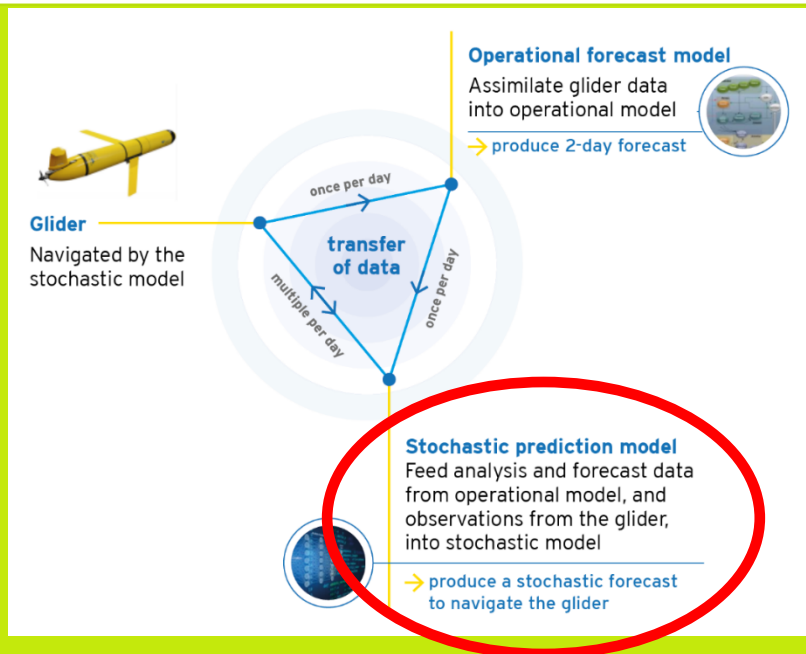 Operational forecast model
Assimilate glider data
into operational model
→ produce 2-day forecast
once per day
Glider
Navigated by the
stochastic model
transfer
of data
once per day
multiple per day
Stochastic prediction model
Feed analysis and forecast data
from operational model, and
observations from the glider,
into stochastic model
→ produce a stochastic forecast
to navigate the glider